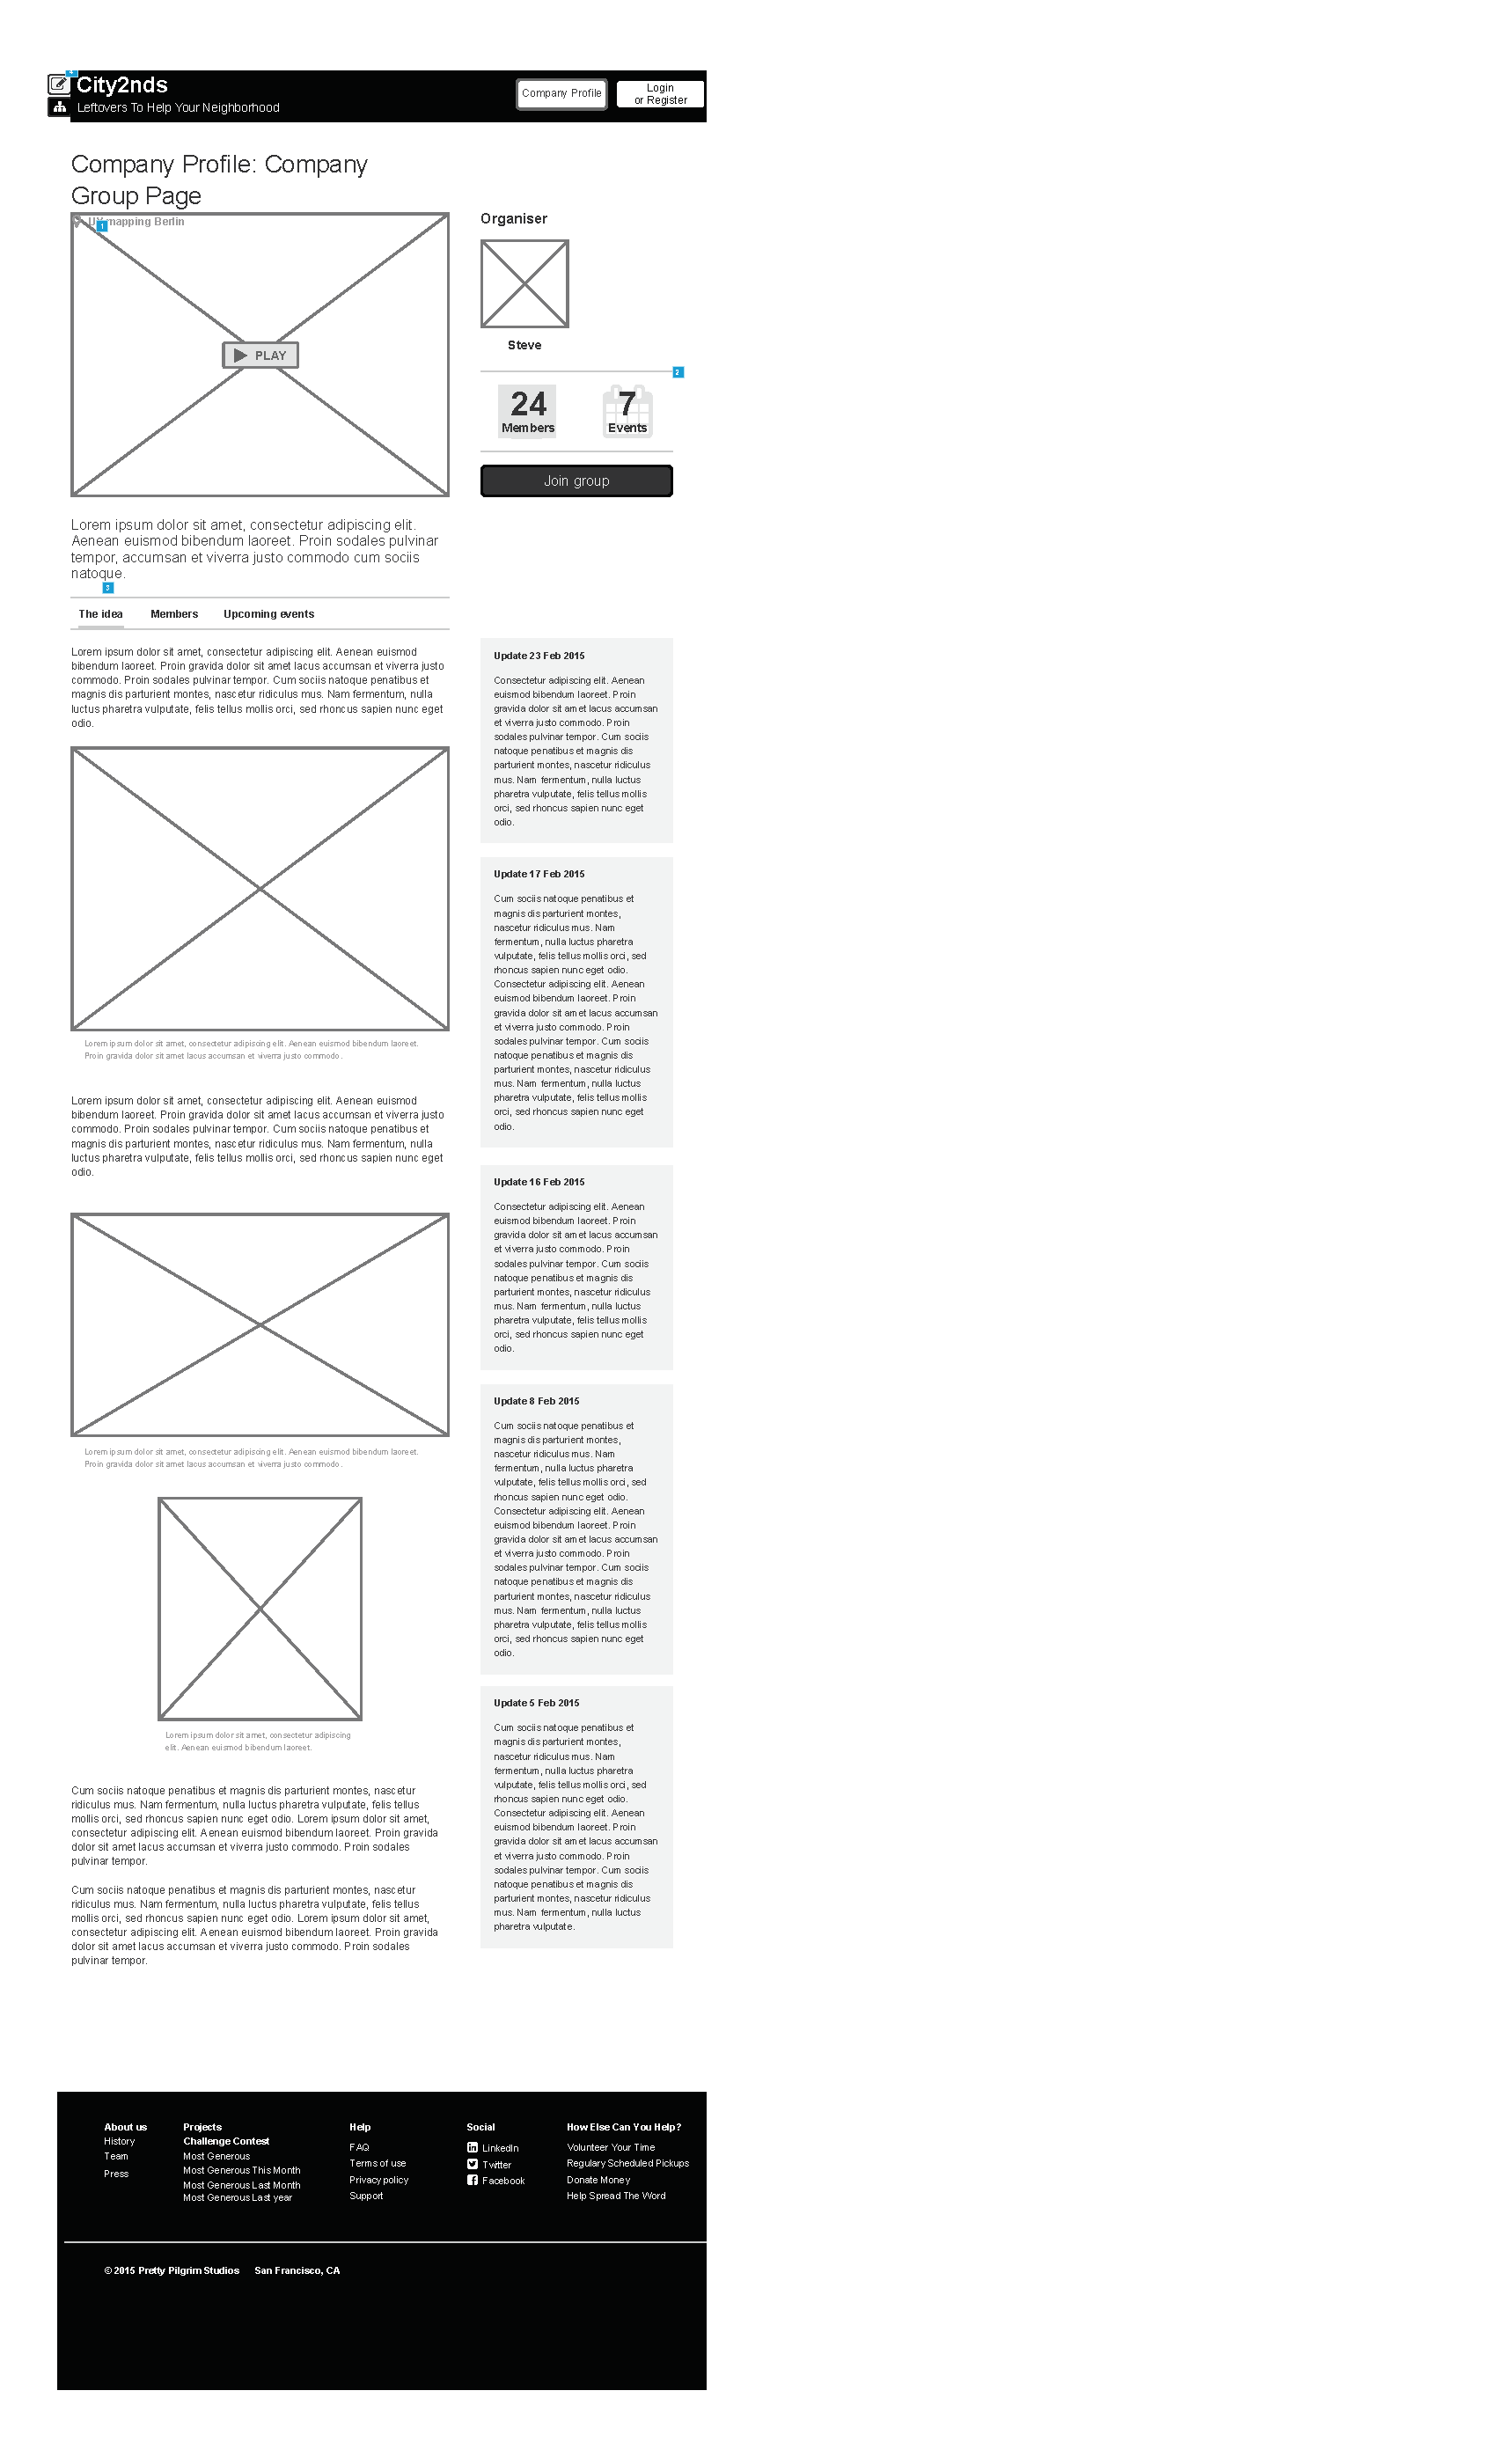 City2nds
Leftovers To Help Your Neighborhood
Company Profile
Login
or Register
Company Profile: Company
Group Page
mapping Berlin
1
PLAY
Lorem ipsum dolor sit amet, consectetur adipiscing elit.
Aenean euismod bibendum laoreet. Proin sodales pulvinar
tempor, accumsan et viverra justo commodo cum sociis
natoque.
3
Organiser
Steve
2
24
Members
7
Events
Join group
The idea Members Upcoming events
Lorem ipsum dolor sit amet, consectetur adipiscing elit. Aenean euismod
bibendum laoreet. Proin gravida dolor sit amet lacus accumsan et viverra justo
commodo. Proin sodales pulvinar tempor. Cum sociis natoque penatibus et
magnis dis parturient montes, nascetur ridiculus mus. Nam fermentum, nulla
luctus pharetra vulputate, felis tellus mollis orci, sed rhoncus sapien nunc eget
odio.
Lorem ipsum dolor sit amet, consectetur adipiscing elit. Aenean euismod bibendum laoreet.
Proin gravida dolor sit amet lacus accumsan et viverra justo commodo.
Lorem ipsum dolor sit amet, consectetur adipiscing elit. Aenean euismod
bibendum laoreet. Proin gravida dolor sit amet lacus accumsan et viverra justo
commodo. Proin sodales pulvinar tempor. Cum sociis natoque penatibus et
magnis dis parturient montes, nascetur ridiculus mus. Nam fermentum, nulla
luctus pharetra vulputate, felis tellus mollis orci, sed rhoncus sapien nunc eget
odio.
Lorem ipsum dolor sit amet, consectetur adipiscing elit. Aenean euismod bibendum laoreet.
Proin gravida dolor sit amet lacus accumsan et viverra justo commodo.
Lorem ipsum dolor sit amet, consectetur adipiscing
elit. Aenean euismod bibendum laoreet.
Cum sociis natoque penatibus et magnis dis parturient montes, nascetur
ridiculus mus. Nam fermentum, nulla luctus pharetra vulputate, felis tellus
mollis orci, sed rhoncus sapien nunc eget odio. Lorem ipsum dolor sit amet,
consectetur adipiscing elit. Aenean euismod bibendum laoreet. Proin gravida
dolor sit amet lacus accumsan et viverra justo commodo. Proin sodales
pulvinar tempor.
Cum sociis natoque penatibus et magnis dis parturient montes, nascetur
ridiculus mus. Nam fermentum, nulla luctus pharetra vulputate, felis tellus
mollis orci, sed rhoncus sapien nunc eget odio. Lorem ipsum dolor sit amet,
consectetur adipiscing elit. Aenean euismod bibendum laoreet. Proin gravida
dolor sit amet lacus accumsan et viverra justo commodo. Proin sodales
pulvinar tempor.
Update 23 Feb 2015
Consectetur adipiscing elit. Aenean
euismod bibendum laoreet. Proin
gravida dolor sit amet lacus accumsan
et viverra justo commodo. Proin
sodales pulvinar tempor. Cum sociis
natoque penatibus et magnis dis
parturient montes, nascetur ridiculus
mus. Nam fermentum, nulla luctus
pharetra vulputate, felis tellus mollis
orci, sed rhoncus sapien nunc eget
odio.
Update 17 Feb 2015
Cum sociis natoque penatibus et
magnis dis parturient montes,
nascetur ridiculus mus. Nam
fermentum, nulla luctus pharetra
vulputate, felis tellus mollis orci, sed
rhoncus sapien nunc eget odio.
Consectetur adipiscing elit. Aenean
euismod bibendum laoreet. Proin
gravida dolor sit amet lacus accumsan
et viverra justo commodo. Proin
sodales pulvinar tempor. Cum sociis
natoque penatibus et magnis dis
parturient montes, nascetur ridiculus
mus. Nam fermentum, nulla luctus
pharetra vulputate, felis tellus mollis
orci, sed rhoncus sapien nunc eget
odio.
Update 16 Feb 2015
Consectetur adipiscing elit. Aenean
euismod bibendum laoreet. Proin
gravida dolor sit amet lacus accumsan
et viverra justo commodo. Proin
sodales pulvinar tempor. Cum sociis
natoque penatibus et magnis dis
parturient montes, nascetur ridiculus
mus. Nam fermentum, nulla luctus
pharetra vulputate, felis tellus mollis
orci, sed rhoncus sapien nunc eget
odio.
Update 8 Feb 2015
Cum sociis natoque penatibus et
magnis dis parturient montes,
nascetur ridiculus mus. Nam
fermentum, nulla luctus pharetra
vulputate, felis tellus mollis orci, sed
rhoncus sapien nunc eget odio.
Consectetur adipiscing elit. Aenean
euismod bibendum laoreet. Proin
gravida dolor sit amet lacus accumsan
et viverra justo commodo. Proin
sodales pulvinar tempor. Cum sociis
natoque penatibus et magnis dis
parturient montes, nascetur ridiculus
mus. Nam fermentum, nulla luctus
pharetra vulputate, felis tellus mollis
orci, sed rhoncus sapien nunc eget
odio.
Update 5 Feb 2015
Cum sociis natoque penatibus et
magnis dis parturient montes,
nascetur ridiculus mus. Nam
fermentum, nulla luctus pharetra
vulputate, felis tellus mollis orci, sed
rhoncus sapien nunc eget odio.
Consectetur adipiscing elit. Aenean
euismod bibendum laoreet. Proin
gravida dolor sit amet lacus accumsan
et viverra justo commodo. Proin
sodales pulvinar tempor. Cum sociis
natoque penatibus et magnis dis
parturient montes, nascetur ridiculus
mus. Nam fermentum, nulla luctus
pharetra vulputate.
About us
History
Team
Press
Projects
Challenge Contest
Most Generous
Most Generous This Month
Most Generous Last Month
Most Generous Last year
Help
FAQ
Terms of use
Privacy policy
Support
Social
LinkedIn
Twitter
Facebook
How Else Can You Help?
Volunteer Your Time
Regulary Scheduled Pickups
Donate Money
Help Spread The Word
© 2015 Pretty Pilgrim Studios San Francisco, CA